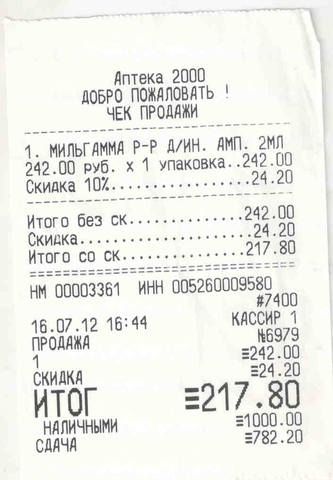 Аптека 2000
ДОБРО ПОЖАЛОВАТЬ !
ЧЕК ПРОДАЖИ
1. МИЛЬГАММА Р-Р Д/ИН. АМП. 2МЛ
242.00 руб. x 1 упаковка..242.00
Скидка 10%................24.20
Итого без ск.............242.00
Скидка....................24.20
Итого со ск..............217.80
НМ 00003361 ИНН 005260009580
#7400
16.07.12 16:44 КАССИР 1
ПРОДАЖА №6979
1 ≡242.00
СКИДКА ≡24.20
ИТОГ ≡217.80
НАЛИЧНЫМИ ≡1000.00
СДАЧА ≡782.20